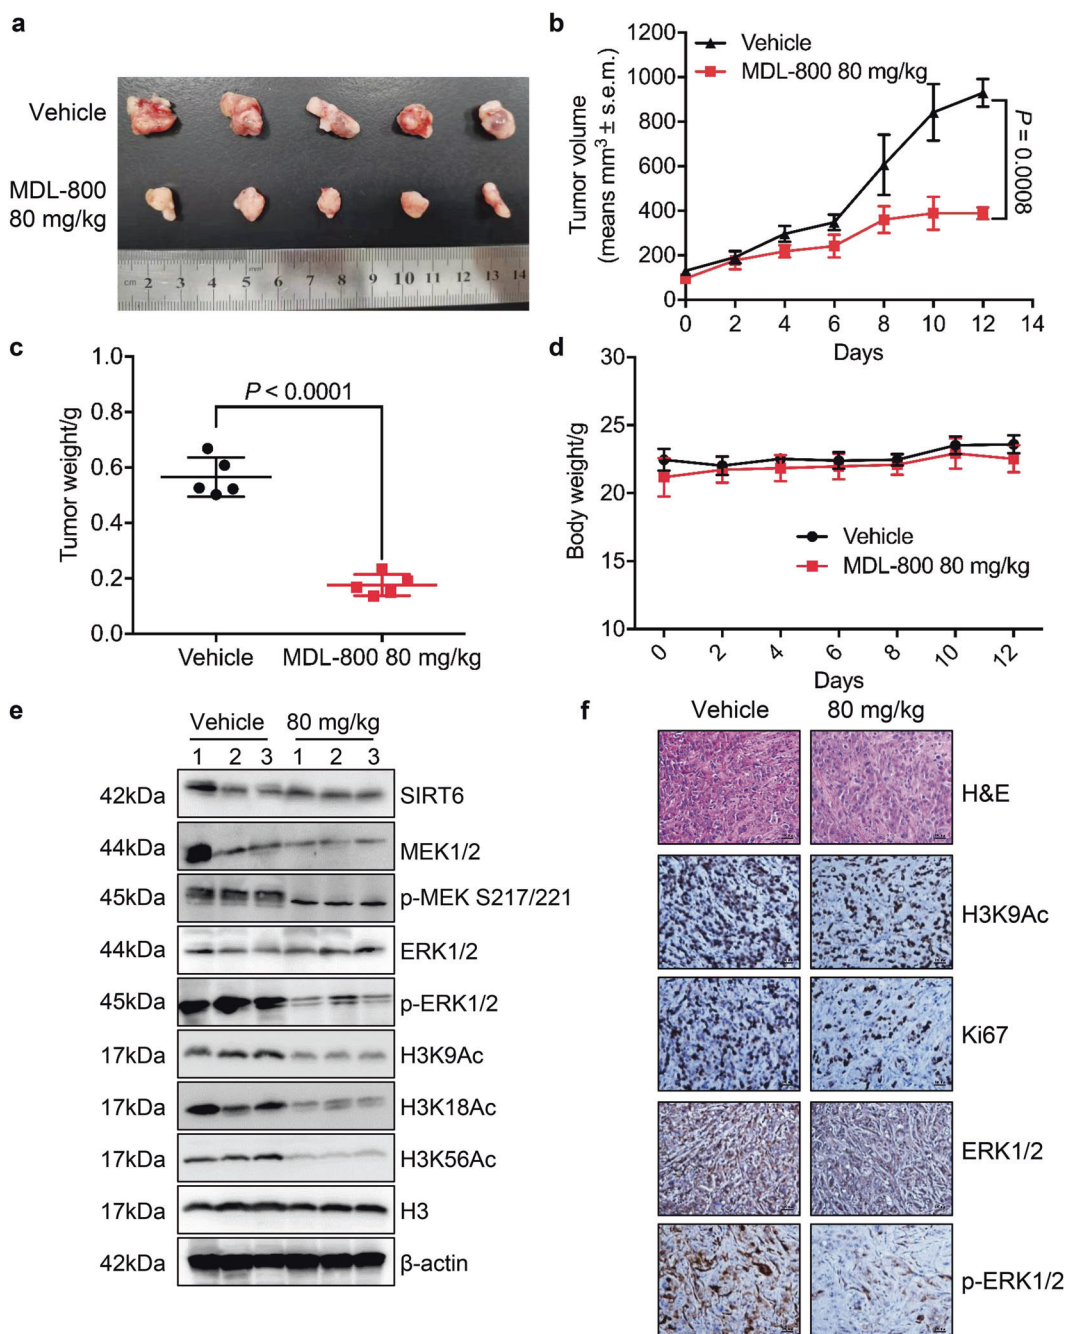 a
Vehicle
MDL-800
80 mg/kg
cm 2 3 4 5 6 7 8 9 10 11 12 13 14
mm
b
Tumor volume
(means mm³ ± s.e.m.)
1200
1000
800
600
400
200
0
0 2 4 6 8 10 12 14
Days
Vehicle
MDL-800 80 mg/kg
P = 0.0008
c
Tumor weight/g
1.0
0.8
0.6
0.4
0.2
0.0
P < 0.0001
Vehicle MDL-800 80 mg/kg
d
Body weight/g
30
25
20
15
10
Vehicle
MDL-800 80 mg/kg
0 2 4 6 8 10 12
Days
e
Vehicle 80 mg/kg
1 2 3 1 2 3
42kDa SIRT6
44kDa MEK1/2
45kDa p-MEK S217/221
44kDa ERK1/2
45kDa p-ERK1/2
17kDa H3K9Ac
17kDa H3K18Ac
17kDa H3K56Ac
17kDa H3
42kDa β-actin
f
Vehicle 80 mg/kg
H&E
H3K9Ac
Ki67
ERK1/2
p-ERK1/2